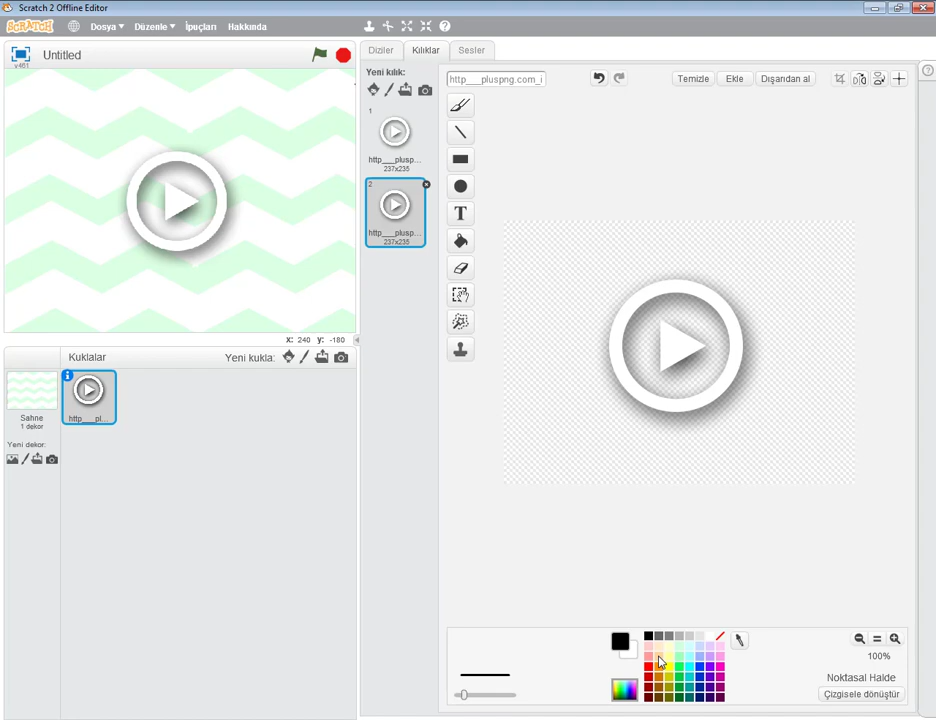 Scratch 2 Offline Editor
SCRATCH
Dosya
Düzenle
İpuçları
Hakkında
v461
Untitled
Diziler
Kılıklar
Sesler
Yeni kılık:
1
http___plusp...
237x235
2
http___plusp...
237x235
http___pluspng.com_i
Temizle
Ekle
Dışarıdan al
T
x: 240 y: -180
Kuklalar
Yeni kukla:
Sahne
1 dekor
Yeni dekor:
http___pl...
100%
Noktasal Halde
Çizgisele dönüştür